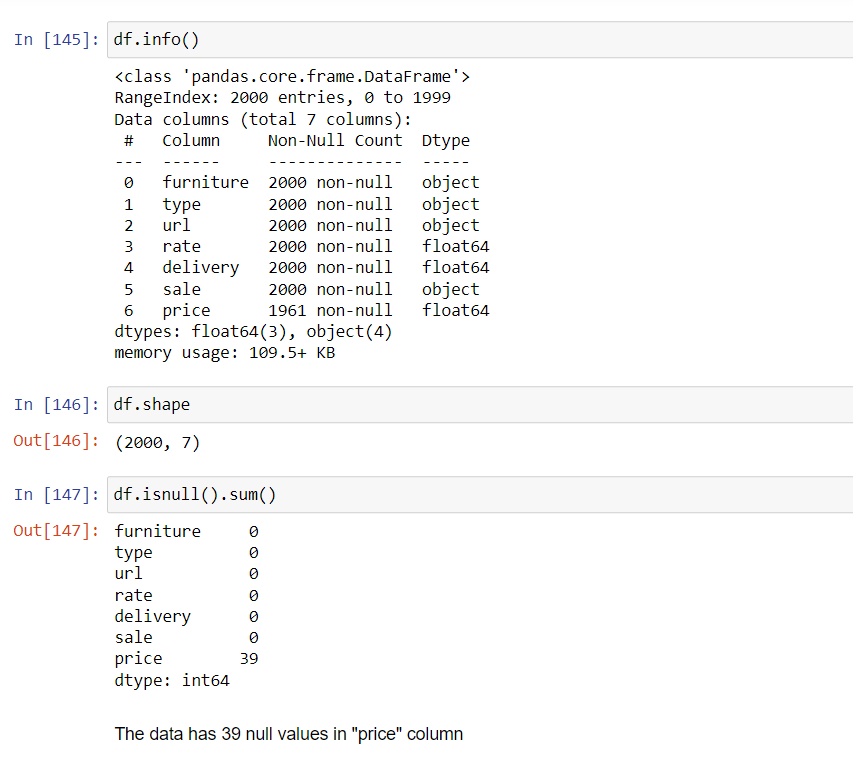 In [145]: df.info()
<class 'pandas.core.frame.DataFrame'>
RangeIndex: 2000 entries, 0 to 1999
Data columns (total 7 columns):
 #   Column     Non-Null Count  Dtype
---  ------     --------------  -----
 0   furniture  2000 non-null   object
 1   type       2000 non-null   object
 2   url        2000 non-null   object
 3   rate       2000 non-null   float64
 4   delivery   2000 non-null   float64
 5   sale       2000 non-null   object
 6   price      1961 non-null   float64
dtypes: float64(3), object(4)
memory usage: 109.5+ KB
In [146]: df.shape
Out[146]: (2000, 7)
In [147]: df.isnull().sum()
Out[147]: furniture     0
type          0
url           0
rate          0
delivery      0
sale          0
price        39
dtype: int64
The data has 39 null values in "price" column